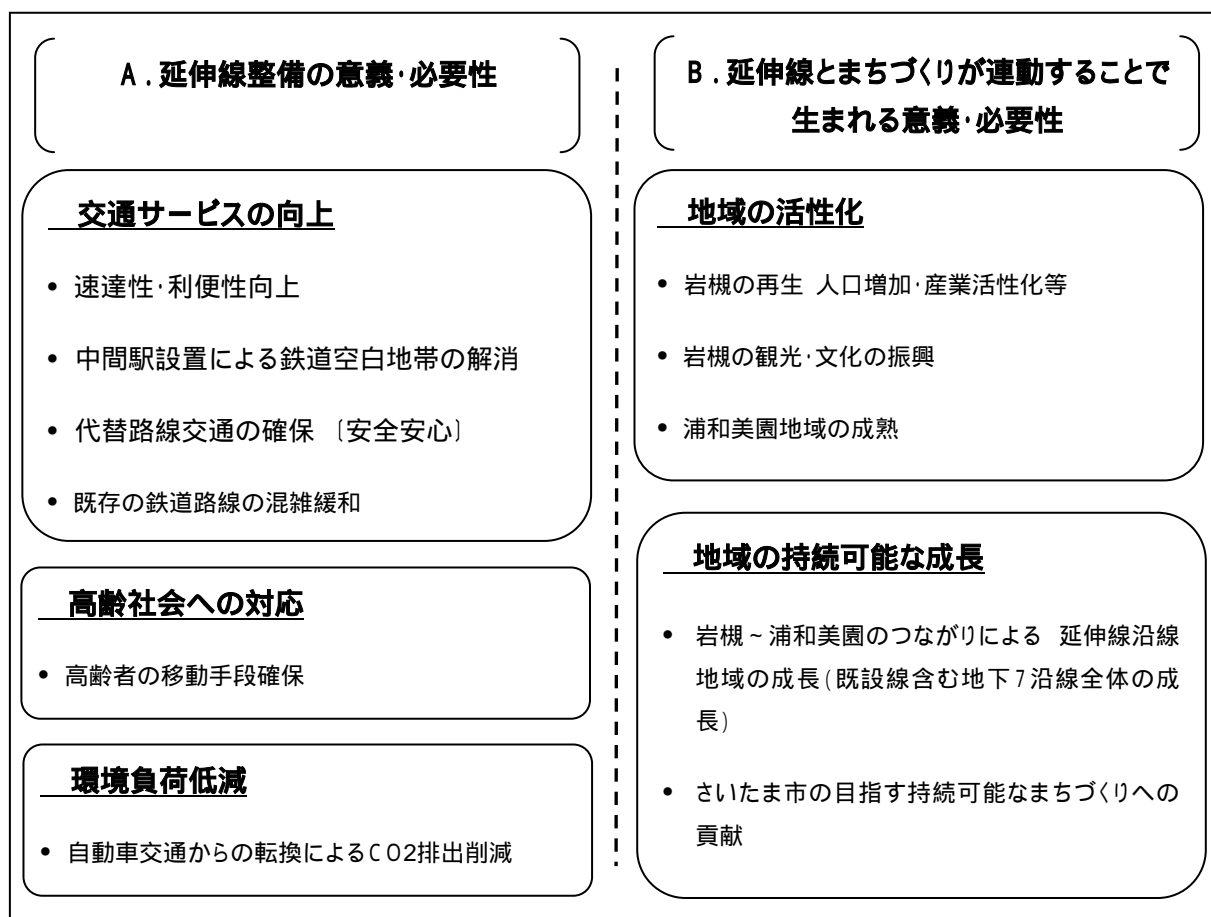 A.延伸線整備の意義・必要性
交通サービスの向上
• 速達性・利便性向上
• 中間駅設置による鉄道空白地帯の解消
• 代替路線交通の確保 (安全安心)
• 既存の鉄道路線の混雑緩和
高齢社会への対応
• 高齢者の移動手段確保
環境負荷低減
• 自動車交通からの転換によるCO2排出削減
B.延伸線とまちづくりが連動することで
生まれる意義・必要性
地域の活性化
• 岩槻の再生 人口増加・産業活性化等
• 岩槻の観光・文化の振興
• 浦和美園地域の成熟
地域の持続可能な成長
• 岩槻~浦和美園のつながりによる 延伸線沿線
地域の成長(既設線含む地下7沿線全体の成
長)
• さいたま市の目指す持続可能なまちづくりへの
貢献